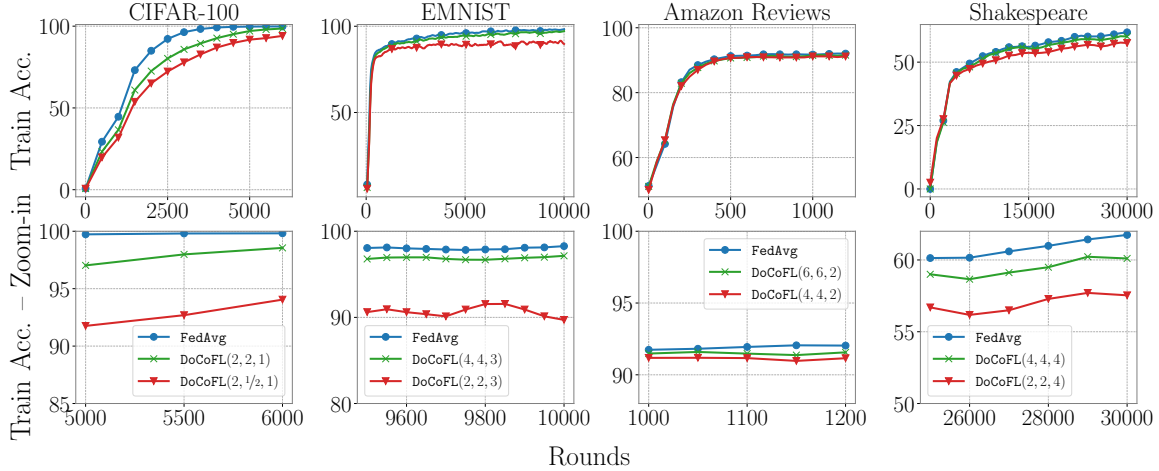 CIFAR-100
EMNIST
Amazon Reviews
Shakespeare
Train Acc.
100
50
0
0
2500
5000
100
50
0
5000
10000
100
80
60
0
500
1000
50
25
0
0
15000
30000
Train Acc. – Zoom-in
100
95
90
85
5000
5500
6000
FedAvg
DoCoFL(2, 2, 1)
DoCoFL(2, 1/2, 1)
100
90
80
9600
9800
10000
FedAvg
DoCoFL(4, 4, 3)
DoCoFL(2, 2, 3)
100
95
90
1000
1100
1200
FedAvg
DoCoFL(6, 6, 2)
DoCoFL(4, 4, 2)
60
55
50
26000
28000
30000
FedAvg
DoCoFL(4, 4, 4)
DoCoFL(2, 2, 4)
Rounds